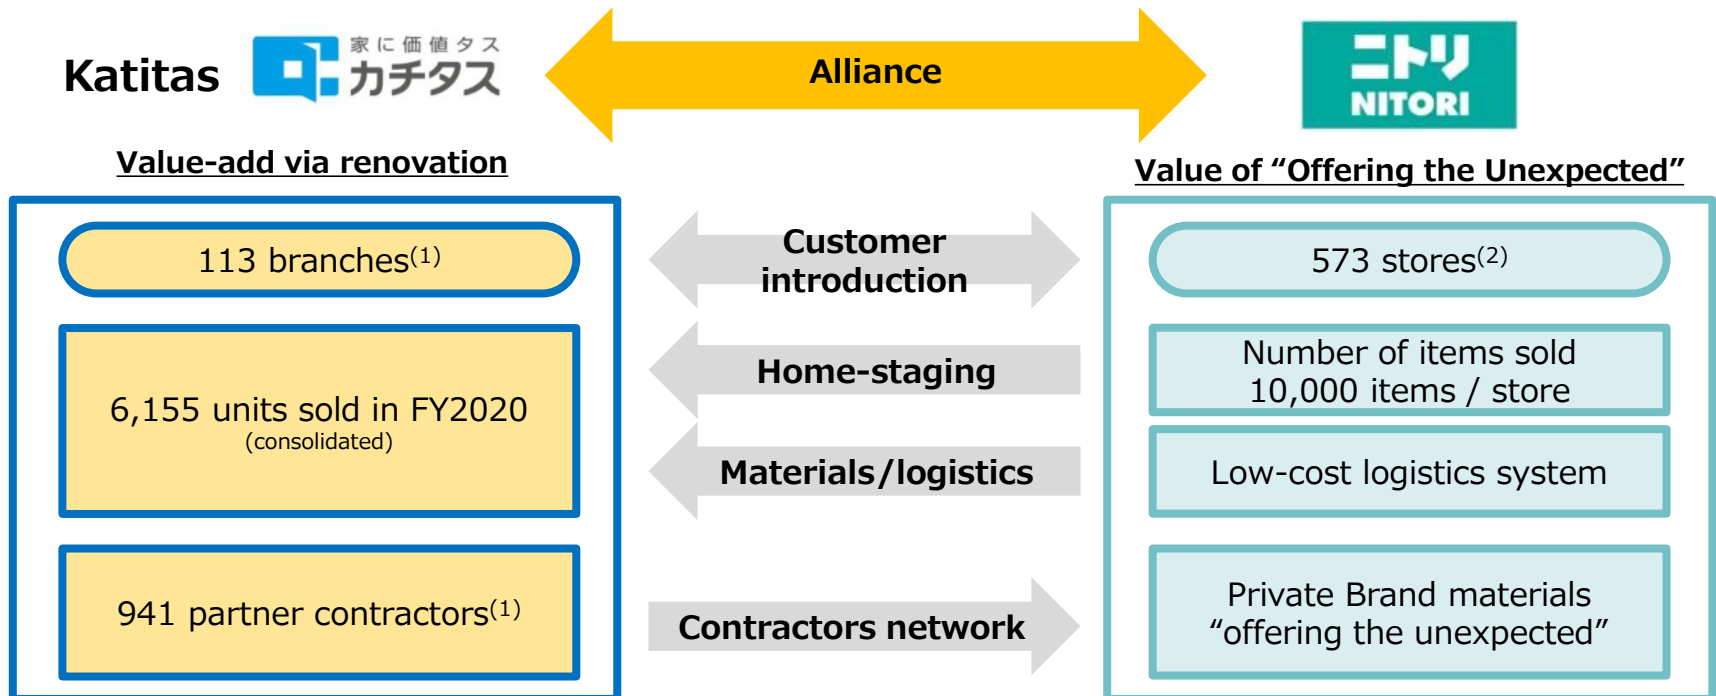 Katitas
家に価値タス
カチタス
Alliance
ニトリ
NITORI
Value-add via renovation
Value of “Offering the Unexpected”
113 branches(1)
Customer
introduction
573 stores(2)
6,155 units sold in FY2020
(consolidated)
Home-staging
Number of items sold
10,000 items / store
Materials/logistics
Low-cost logistics system
941 partner contractors(1)
Contractors network
Private Brand materials
“offering the unexpected”